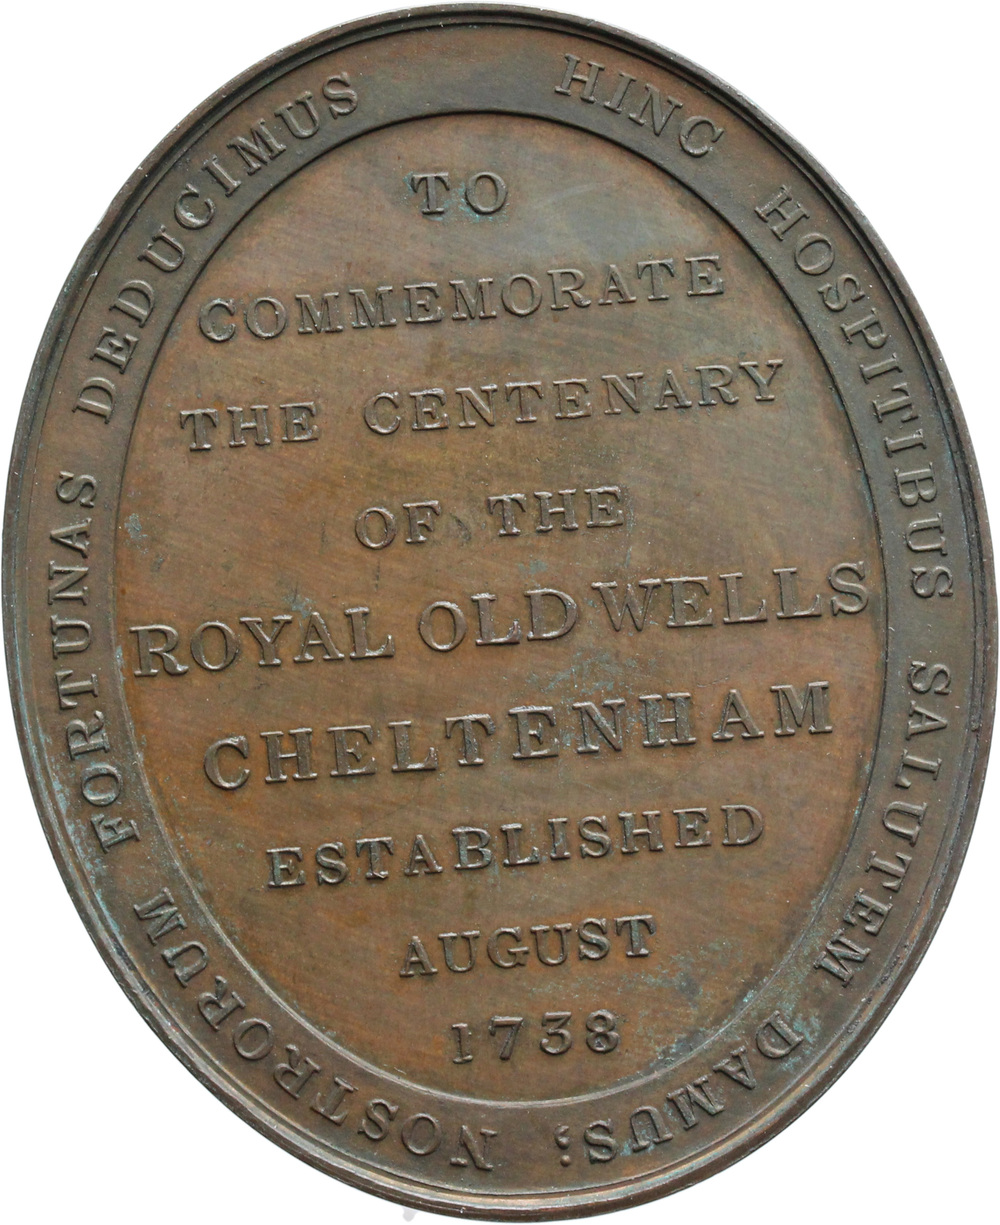 HINC HOSPITIBUS SALUTEM DAMUS: NOSTRORUM FORTUNAS DEDUCIMUS
TO
COMMEMORATE
THE CENTENARY
OF THE
ROYAL OLD WELLS
CHELTENHAM
ESTABLISHED
AUGUST
1738